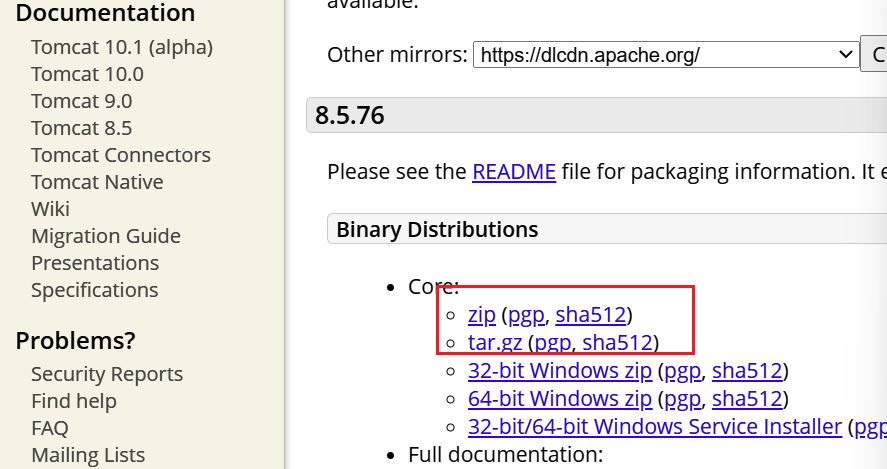 Documentation
Tomcat 10.1 (alpha)
Tomcat 10.0
Tomcat 9.0
Tomcat 8.5
Tomcat Connectors
Tomcat Native
Wiki
Migration Guide
Presentations
Specifications
Problems?
Security Reports
Find help
FAQ
Mailing Lists
available.
Other mirrors: https://dlcdn.apache.org/ C
8.5.76
Please see the README file for packaging information. It e
Binary Distributions
Core:
zip (pgp, sha512)
tar.gz (pgp, sha512)
32-bit Windows zip (pgp, sha512)
64-bit Windows zip (pgp, sha512)
32-bit/64-bit Windows Service Installer (pgp
Full documentation: